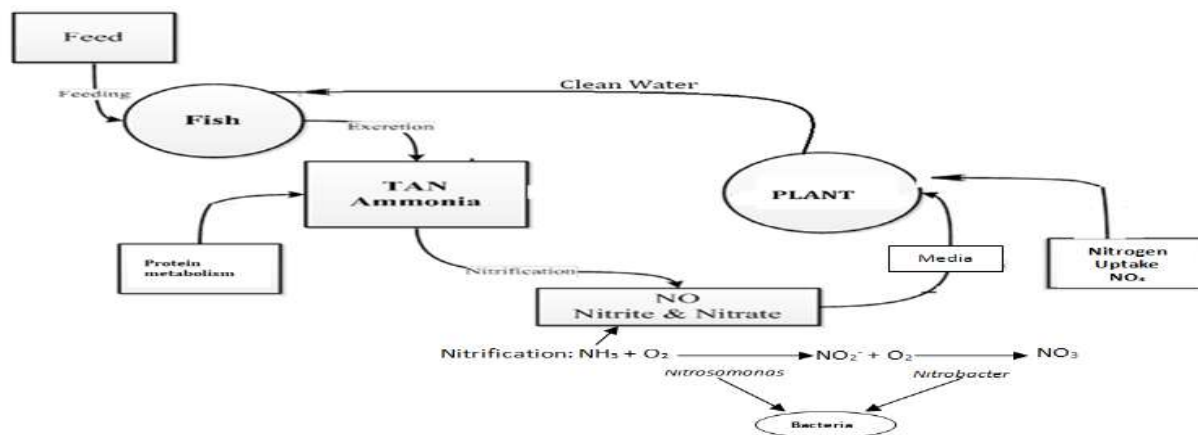 Feed
Feeding
Clean Water
Fish
Excretion
TAN
Ammonia
PLANT
Protein
metabolism
Media
Nitrogen
Uptake
NO₄
Nitrification
NO
Nitrite & Nitrate
Nitrification: NH₃ + O₂ NO₂⁻ + O₂ NO₃
Nitrosomonas Nitrobacter
Bacteria